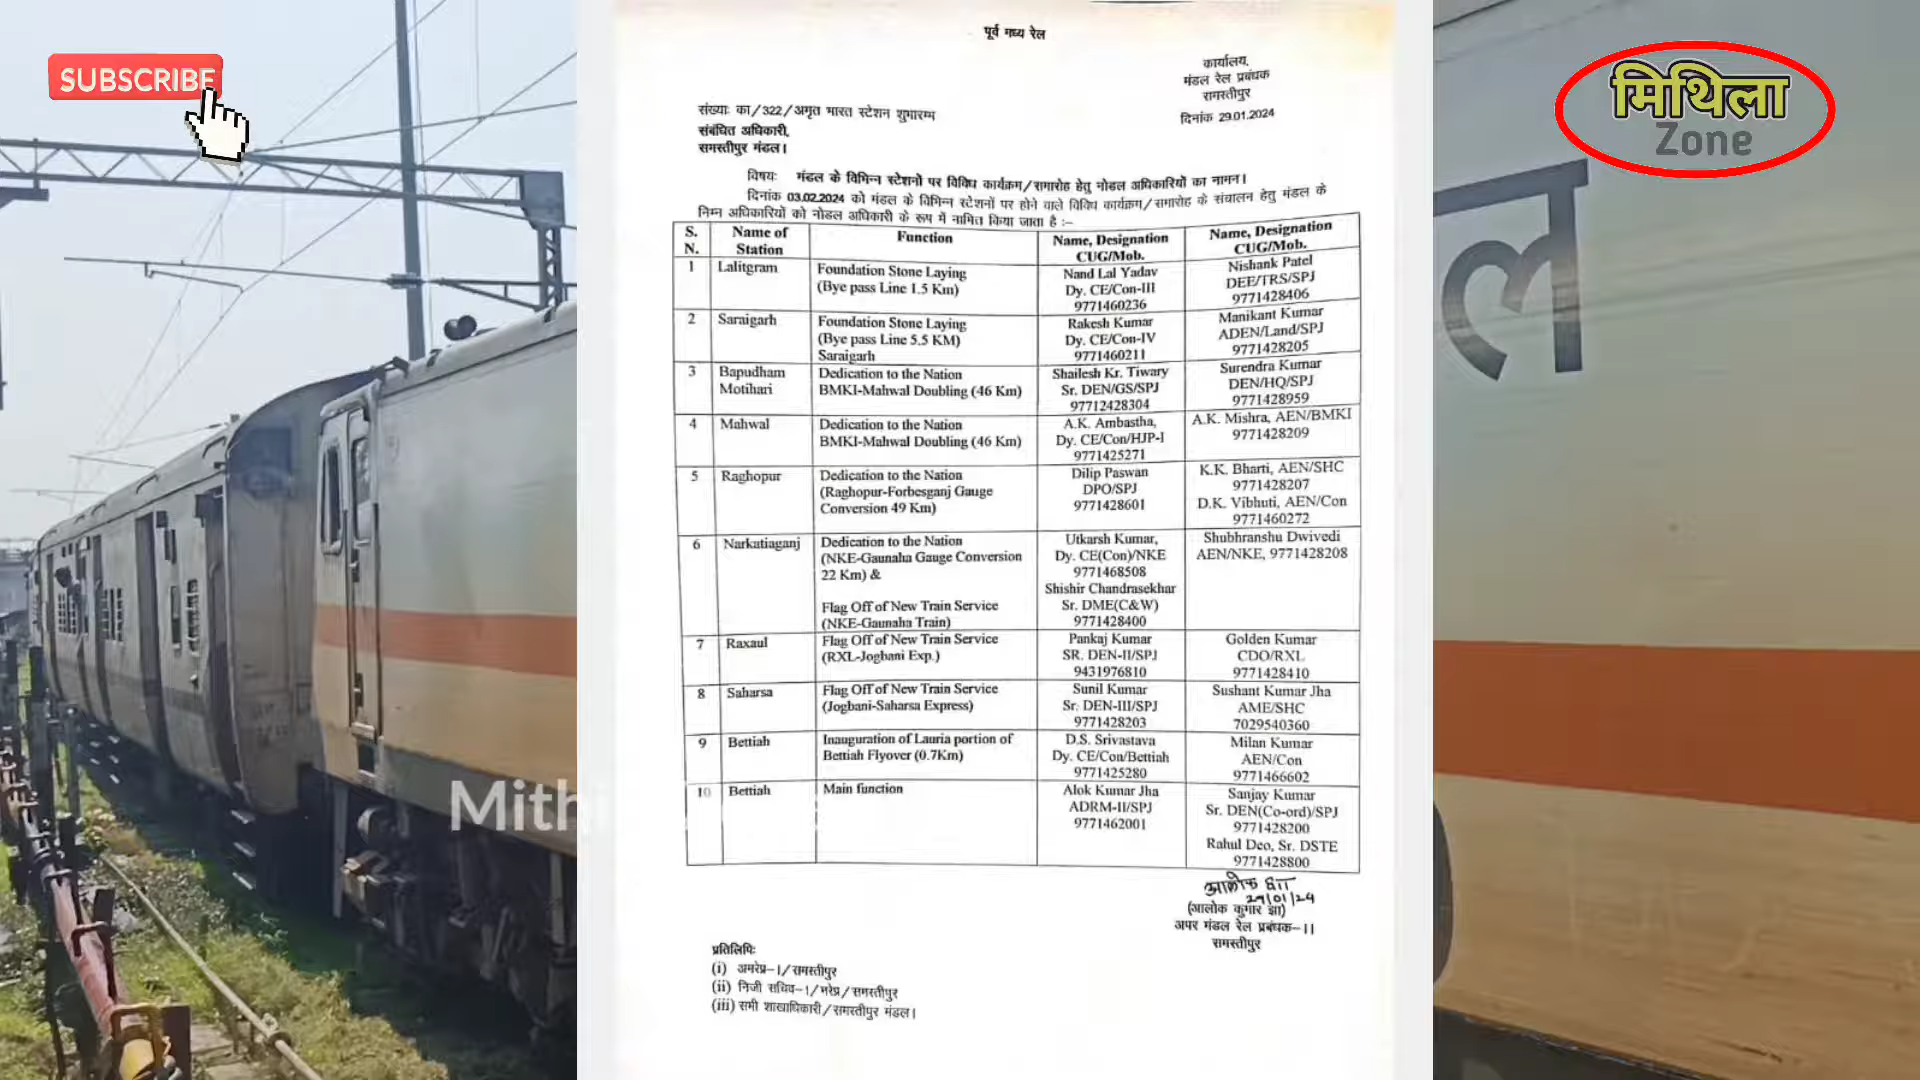 SUBSCRIBE
मिथिला
Zone
ल
Mithi
पूर्व मध्य रेल
कार्यालय,
मंडल रेल प्रबंधक
समस्तीपुर
दिनांक 29.01.2024
संख्याः का/322/अमृत भारत स्टेशन शुभारम्भ
संबंधित अधिकारी,
समस्तीपुर मंडल।
विषयः मंडल के विभिन्न स्टेशनों पर विविध कार्यक्रम/समारोह हेतु नोडल अधिकारियों का नामन।
दिनांक 03.02.2024 को मंडल के विभिन्न स्टेशनों पर होने वाले विविध कार्यक्रम/समारोह के संचालन हेतु मंडल के
निम्न अधिकारियों को नोडल अधिकारी के रूप में नामित किया जाता है :-
S. N. Name of Station Function Name, Designation CUG/Mob. Name, Designation CUG/Mob.
1 Lalitgram Foundation Stone Laying (Bye pass Line 1.5 Km) Nand Lal Yadav Dy. CE/Con-III 9771460236 Nishank Patel DEE/TRS/SPJ 9771428406
2 Saraigarh Foundation Stone Laying (Bye pass Line 5.5 KM) Saraigarh Rakesh Kumar Dy. CE/Con-IV 9771460211 Manikant Kumar ADEN/Land/SPJ 9771428205
3 Bapudham Motihari Dedication to the Nation BMKI-Mahwal Doubling (46 Km) Shailesh Kr. Tiwary Sr. DEN/GS/SPJ 97712428304 Surendra Kumar DEN/HQ/SPJ 9771428959
4 Mahwal Dedication to the Nation BMKI-Mahwal Doubling (46 Km) A.K. Ambastha, Dy. CE/Con/HJP-I 9771425271 A.K. Mishra, AEN/BMKI 9771428209
5 Raghopur Dedication to the Nation (Raghopur-Forbesganj Gauge Conversion 49 Km) Dilip Paswan DPO/SPJ 9771428601 K.K. Bharti, AEN/SHC 9771428207 D.K. Vibhuti, AEN/Con 9771460272
6 Narkatiaganj Dedication to the Nation (NKE-Gaunaha Gauge Conversion 22 Km) & Flag Off of New Train Service (NKE-Gaunaha Train) Utkarsh Kumar, Dy. CE(Con)/NKE 9771468508 Shishir Chandrasekhar Sr. DME(C&W) 9771428400 Shubhranshu Dwivedi AEN/NKE, 9771428208
7 Raxaul Flag Off of New Train Service (RXL-Jogbani Exp.) Pankaj Kumar SR. DEN-II/SPJ 9431976810 Golden Kumar CDO/RXL 9771428410
8 Saharsa Flag Off of New Train Service (Jogbani-Saharsa Express) Sunil Kumar Sr. DEN-III/SPJ 9771428203 Sushant Kumar Jha AME/SHC 7029540360
9 Bettiah Inauguration of Lauria portion of Bettiah Flyover (0.7Km) D.S. Srivastava Dy. CE/Con/Bettiah 9771425280 Milan Kumar AEN/Con 9771466602
10 Bettiah Main function Alok Kumar Jha ADRM-II/SPJ 9771462001 Sanjay Kumar Sr. DEN(Co-ord)/SPJ 9771428200 Rahul Deo, Sr. DSTE 9771428800
आलोक झा
29/01/24
(आलोक कुमार झा)
अपर मंडल रेल प्रबंधक-।।
समस्तीपुर
प्रतिलिपिः
(i) अमरेप्र-।/समस्तीपुर
(ii) निजी सचिव-1/मरेप्र/समस्तीपुर
(iii) सभी शाखाधिकारी/समस्तीपुर मंडल।